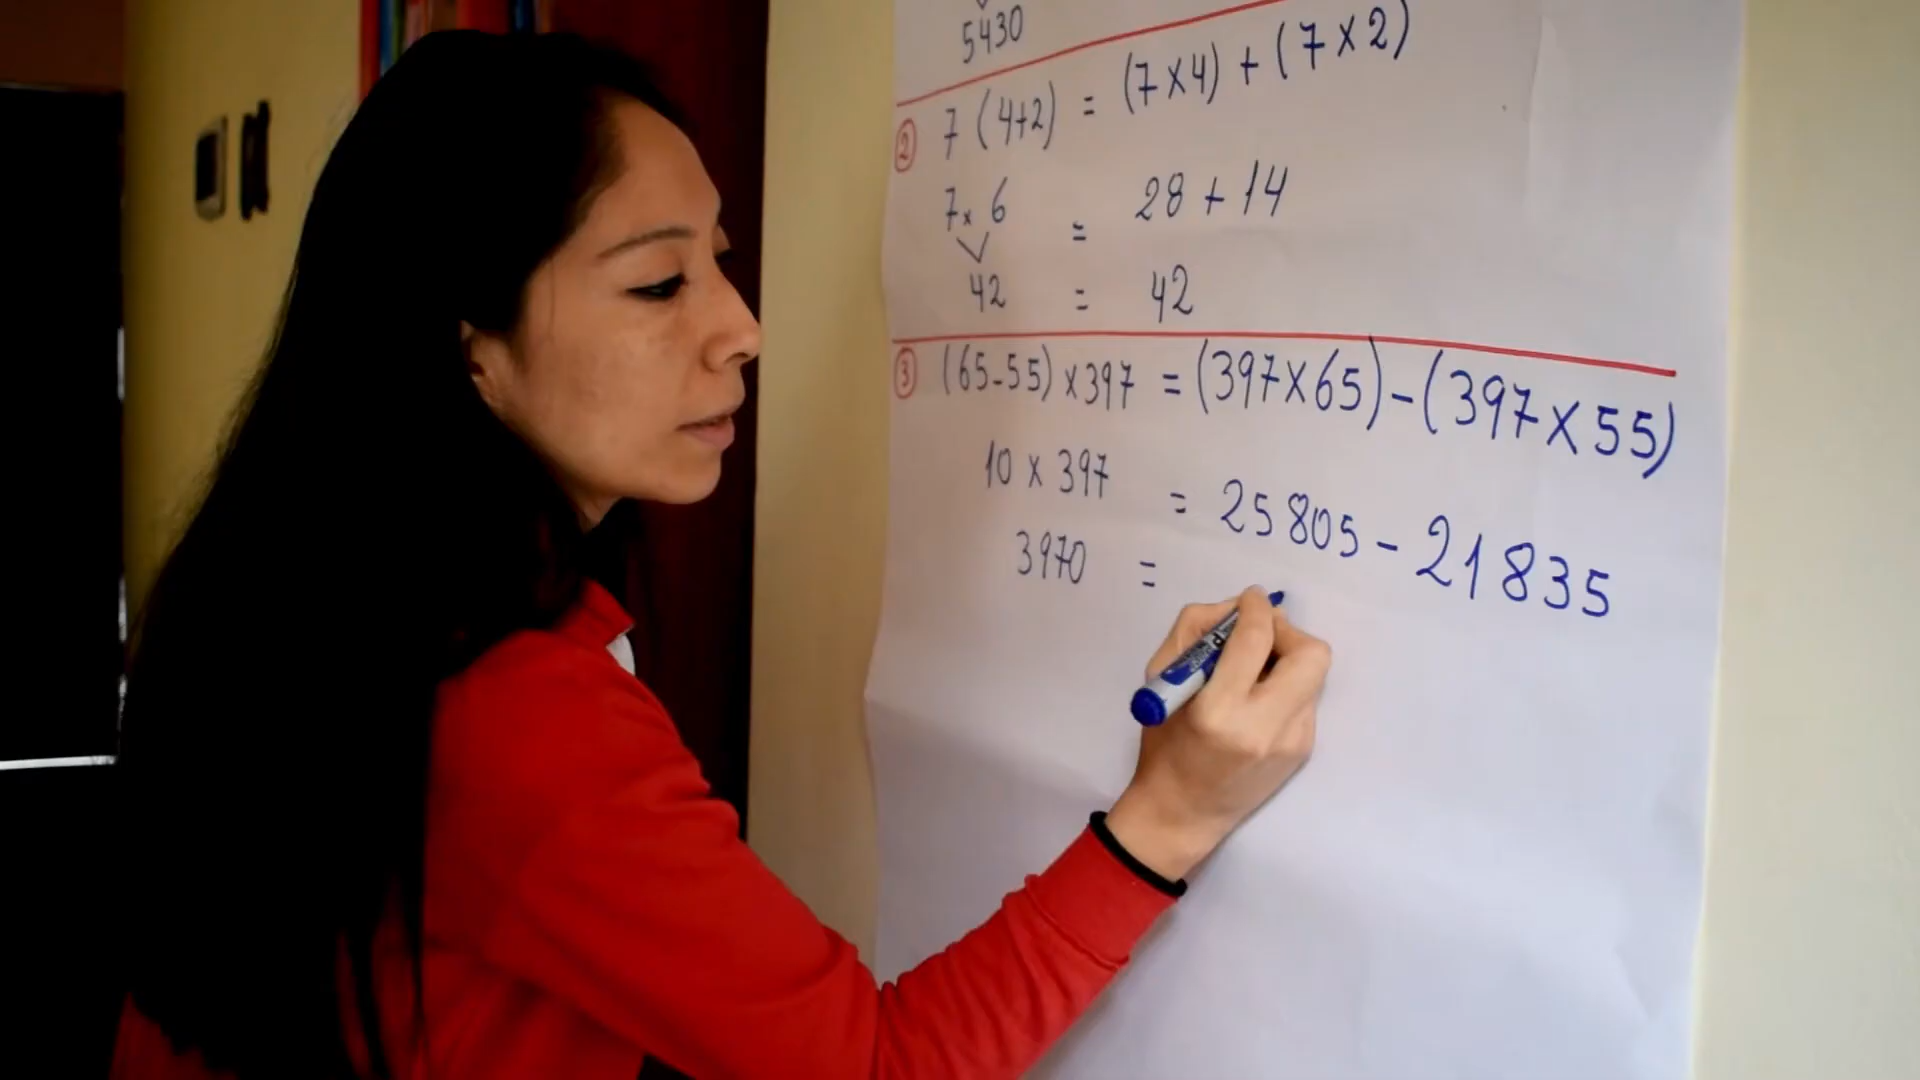 5430
② 7 (4+2) = (7×4) + (7×2)
7× 6 = 28 + 14
42 = 42
③ (65-55) ×397 = (397×65) - (397×55)
10 × 397 = 25805 - 21835
3970 =